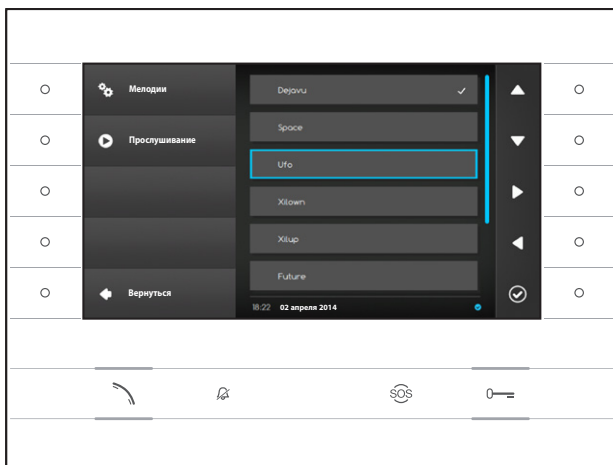 Мелодии
Прослушивание
Вернуться
Dejavu
Space
Ufo
Xilown
Xilup
Future
18:22 02 апреля 2014
SOS